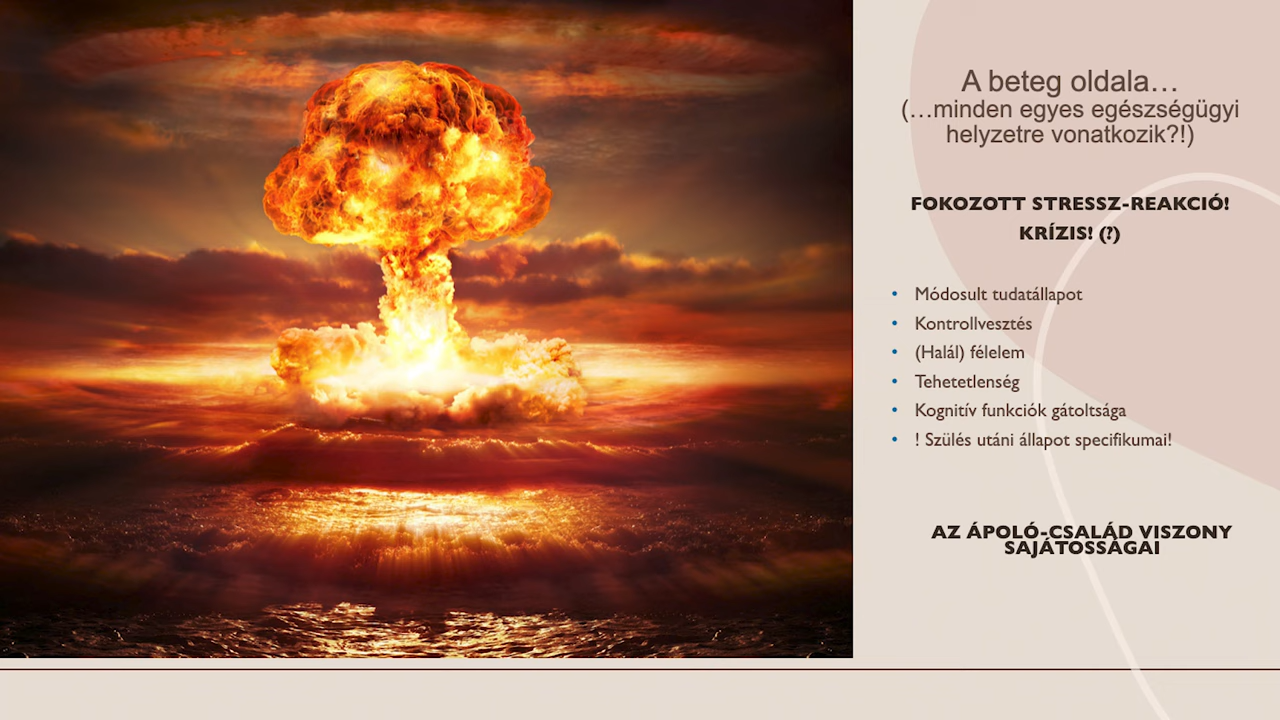 A beteg oldala…
(…minden egyes egészségügyi
helyzetre vonatkozik?!)
FOKOZOTT STRESSZ-REAKCIÓ!
KRÍZIS! (?)
• Módosult tudatállapot
• Kontrollvesztés
• (Halál) félelem
• Tehetetlenség
• Kognitív funkciók gátoltsága
• ! Szülés utáni állapot specifikumai!
AZ ÁPOLÓ-CSALÁD VISZONY
SAJÁTOSSÁGAI